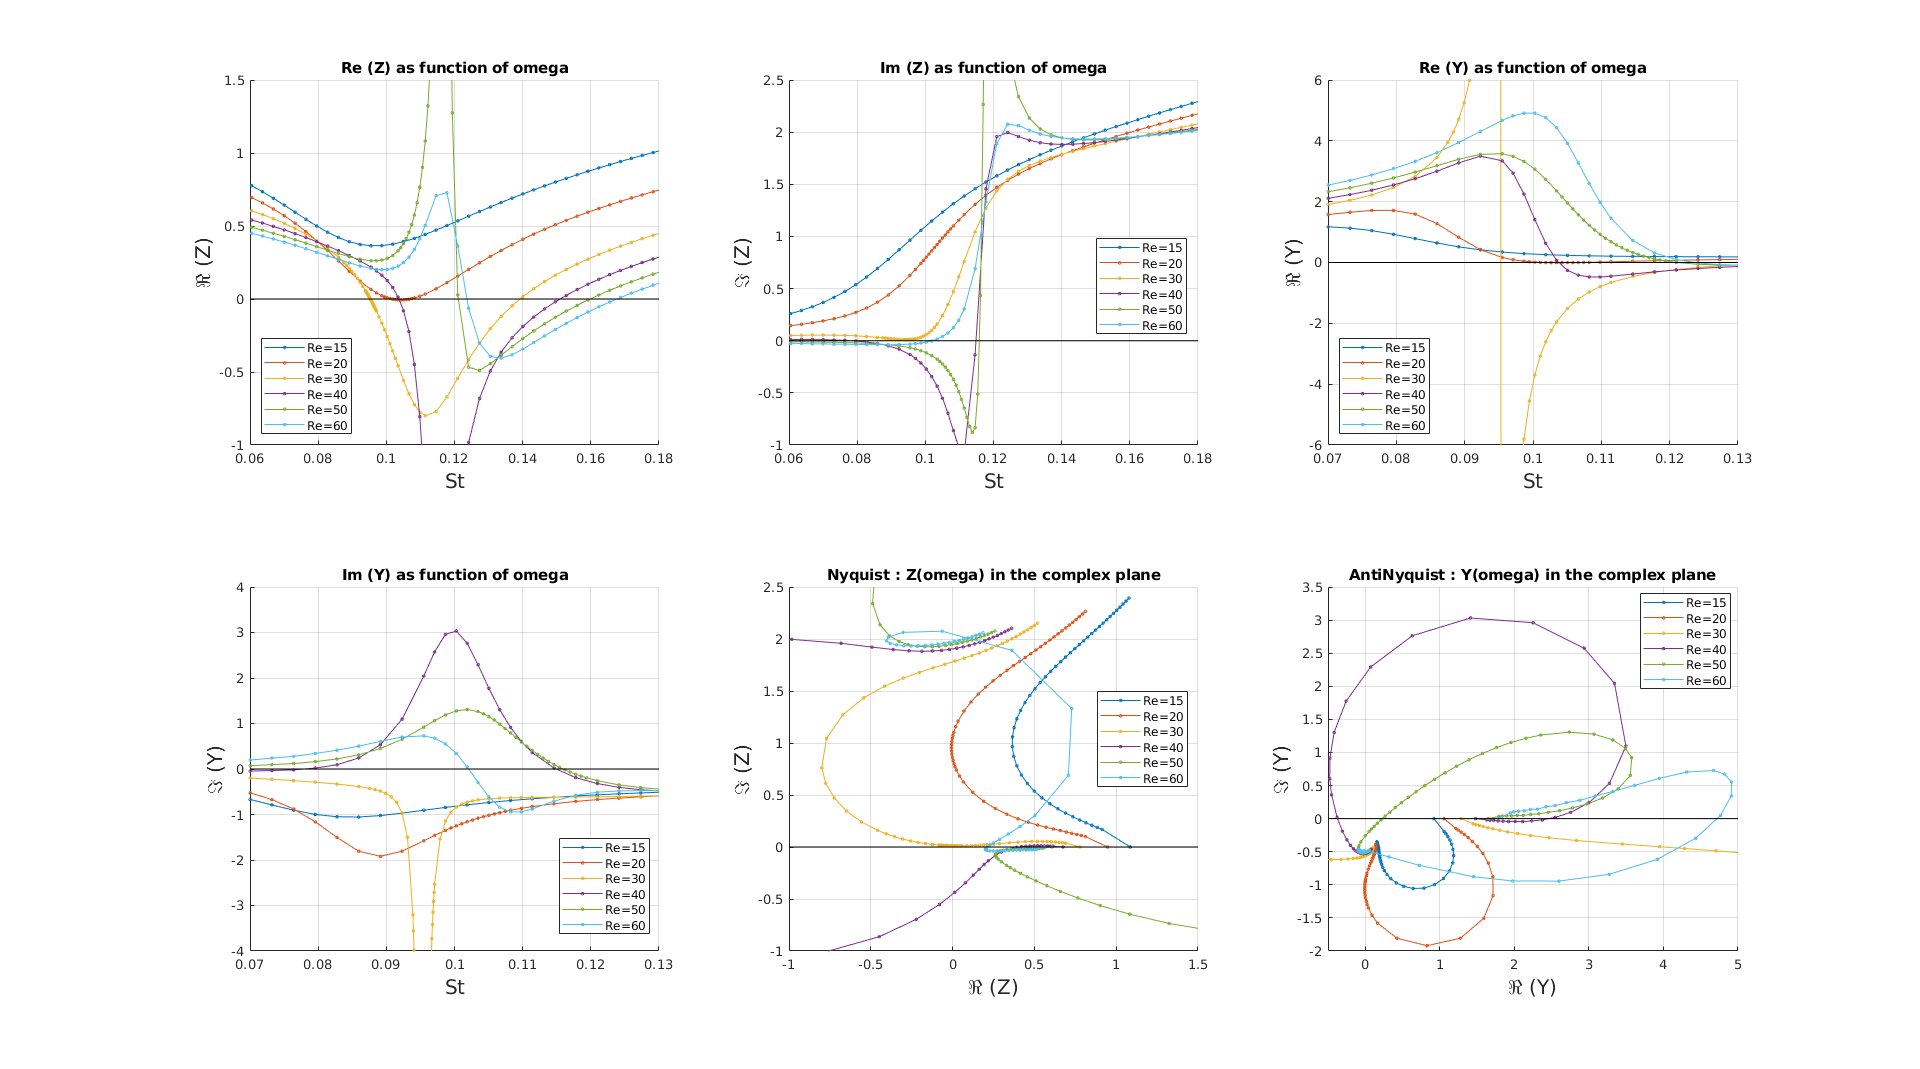 Re (Z) as function of omega
1.5
1
0.5
0
-0.5
-1
0.06
0.08
0.1
0.12
0.14
0.16
0.18
ℜ (Z)
St
Re=15
Re=20
Re=30
Re=40
Re=50
Re=60
Im (Z) as function of omega
2.5
2
1.5
1
0.5
0
-0.5
-1
0.06
0.08
0.1
0.12
0.14
0.16
0.18
ℑ (Z)
St
Re=15
Re=20
Re=30
Re=40
Re=50
Re=60
Re (Y) as function of omega
6
4
2
0
-2
-4
-6
0.07
0.08
0.09
0.1
0.11
0.12
0.13
ℜ (Y)
St
Re=15
Re=20
Re=30
Re=40
Re=50
Re=60
Im (Y) as function of omega
4
3
2
1
0
-1
-2
-3
-4
0.07
0.08
0.09
0.1
0.11
0.12
0.13
ℑ (Y)
St
Re=15
Re=20
Re=30
Re=40
Re=50
Re=60
Nyquist : Z(omega) in the complex plane
2.5
2
1.5
1
0.5
0
-0.5
-1
-1
-0.5
0
0.5
1
1.5
ℑ (Z)
ℜ (Z)
Re=15
Re=20
Re=30
Re=40
Re=50
Re=60
AntiNyquist : Y(omega) in the complex plane
3.5
3
2.5
2
1.5
1
0.5
0
-0.5
-1
-1.5
-2
0
1
2
3
4
5
ℑ (Y)
ℜ (Y)
Re=15
Re=20
Re=30
Re=40
Re=50
Re=60